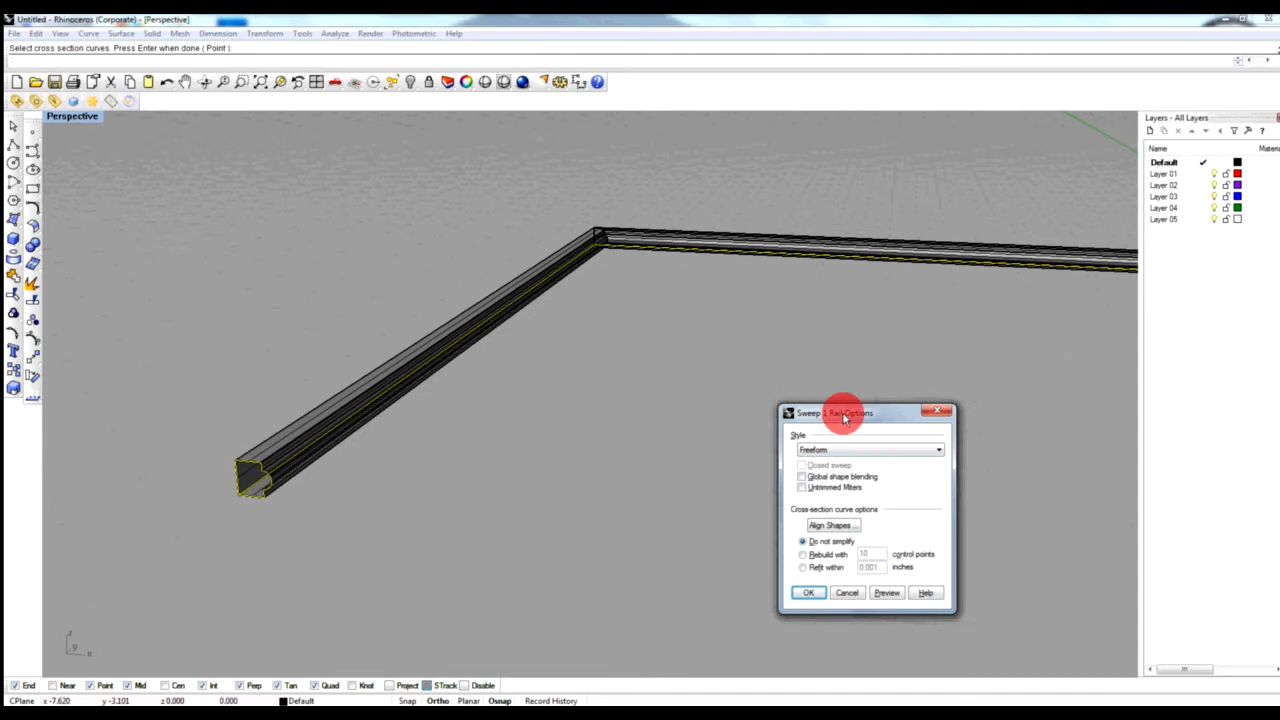 Untitled - Rhinoceros (Corporate) - [Perspective]
File Edit View Curve Surface Solid Mesh Dimension Transform Tools Analyze Render Photometric Help
Select cross section curves. Press Enter when done ( Point ):
Perspective
Layers - All Layers
Name Materia
Default
Layer 01
Layer 02
Layer 03
Layer 04
Layer 05
Sweep 1 Rail Options
Style
Freeform
Closed sweep
Global shape blending
Untrimmed Miters
Cross-section curve options
Align Shapes ...
Do not simplify
Rebuild with 10 control points
Refit within 0.001 inches
OK Cancel Preview Help
z
y x
End Near Point Mid Cen Int Perp Tan Quad Knot Project STrack Disable
CPlane x -7.620 y -3.101 z 0.000 0.000 Default Snap Ortho Planar Osnap Record History